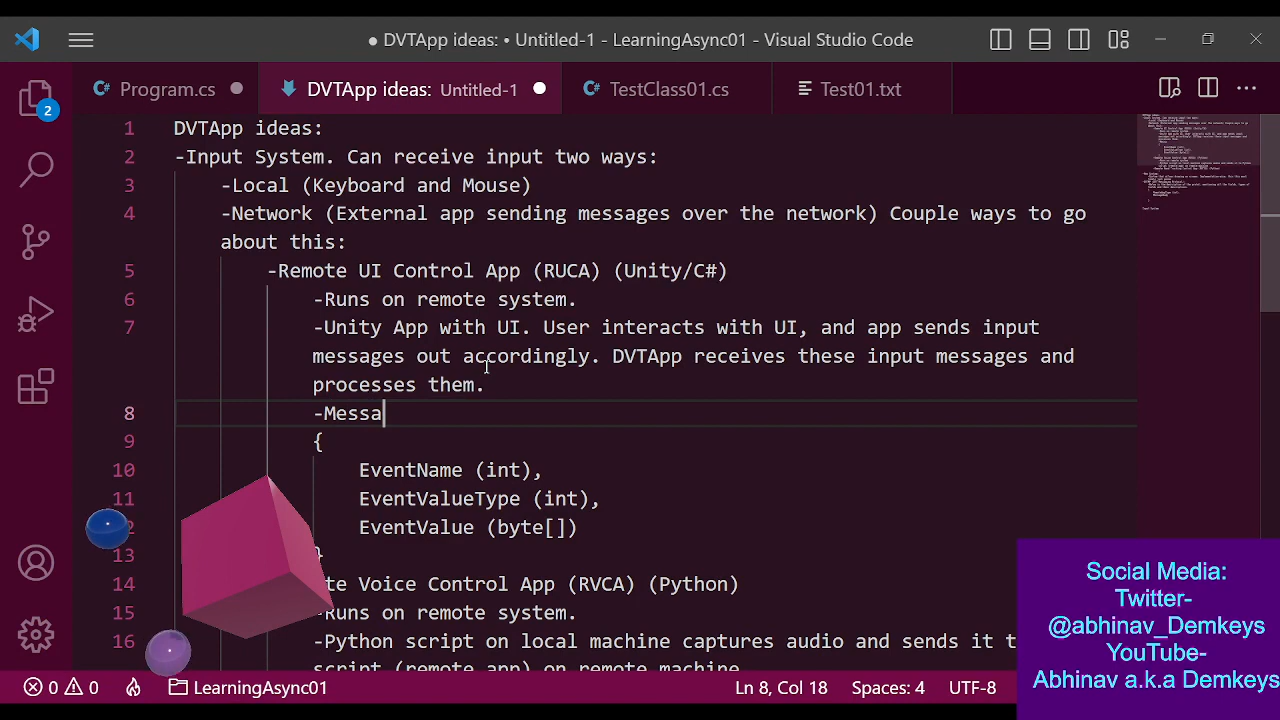 ● DVTApp ideas: • Untitled-1 - LearningAsync01 - Visual Studio Code
Program.cs
DVTApp ideas: Untitled-1
TestClass01.cs
Test01.txt
2
1 DVTApp ideas:
2 -Input System. Can receive input two ways:
3 -Local (Keyboard and Mouse)
4 -Network (External app sending messages over the network) Couple ways to go
about this:
5 -Remote UI Control App (RUCA) (Unity/C#)
6 -Runs on remote system.
7 -Unity App with UI. User interacts with UI, and app sends input
messages out accordingly. DVTApp receives these input messages and
processes them.
8 -Messa
9 {
10 EventName (int),
11 EventValueType (int),
2 EventValue (byte[])
13 }
14 te Voice Control App (RVCA) (Python)
15 -Runs on remote system.
16 -Python script on local machine captures audio and sends it t
script (remote app) on remote machine
Social Media:
Twitter-
@abhinav_Demkeys
YouTube-
Abhinav a.k.a Demkeys
0 0 LearningAsync01 Ln 8, Col 18 Spaces: 4 UTF-8